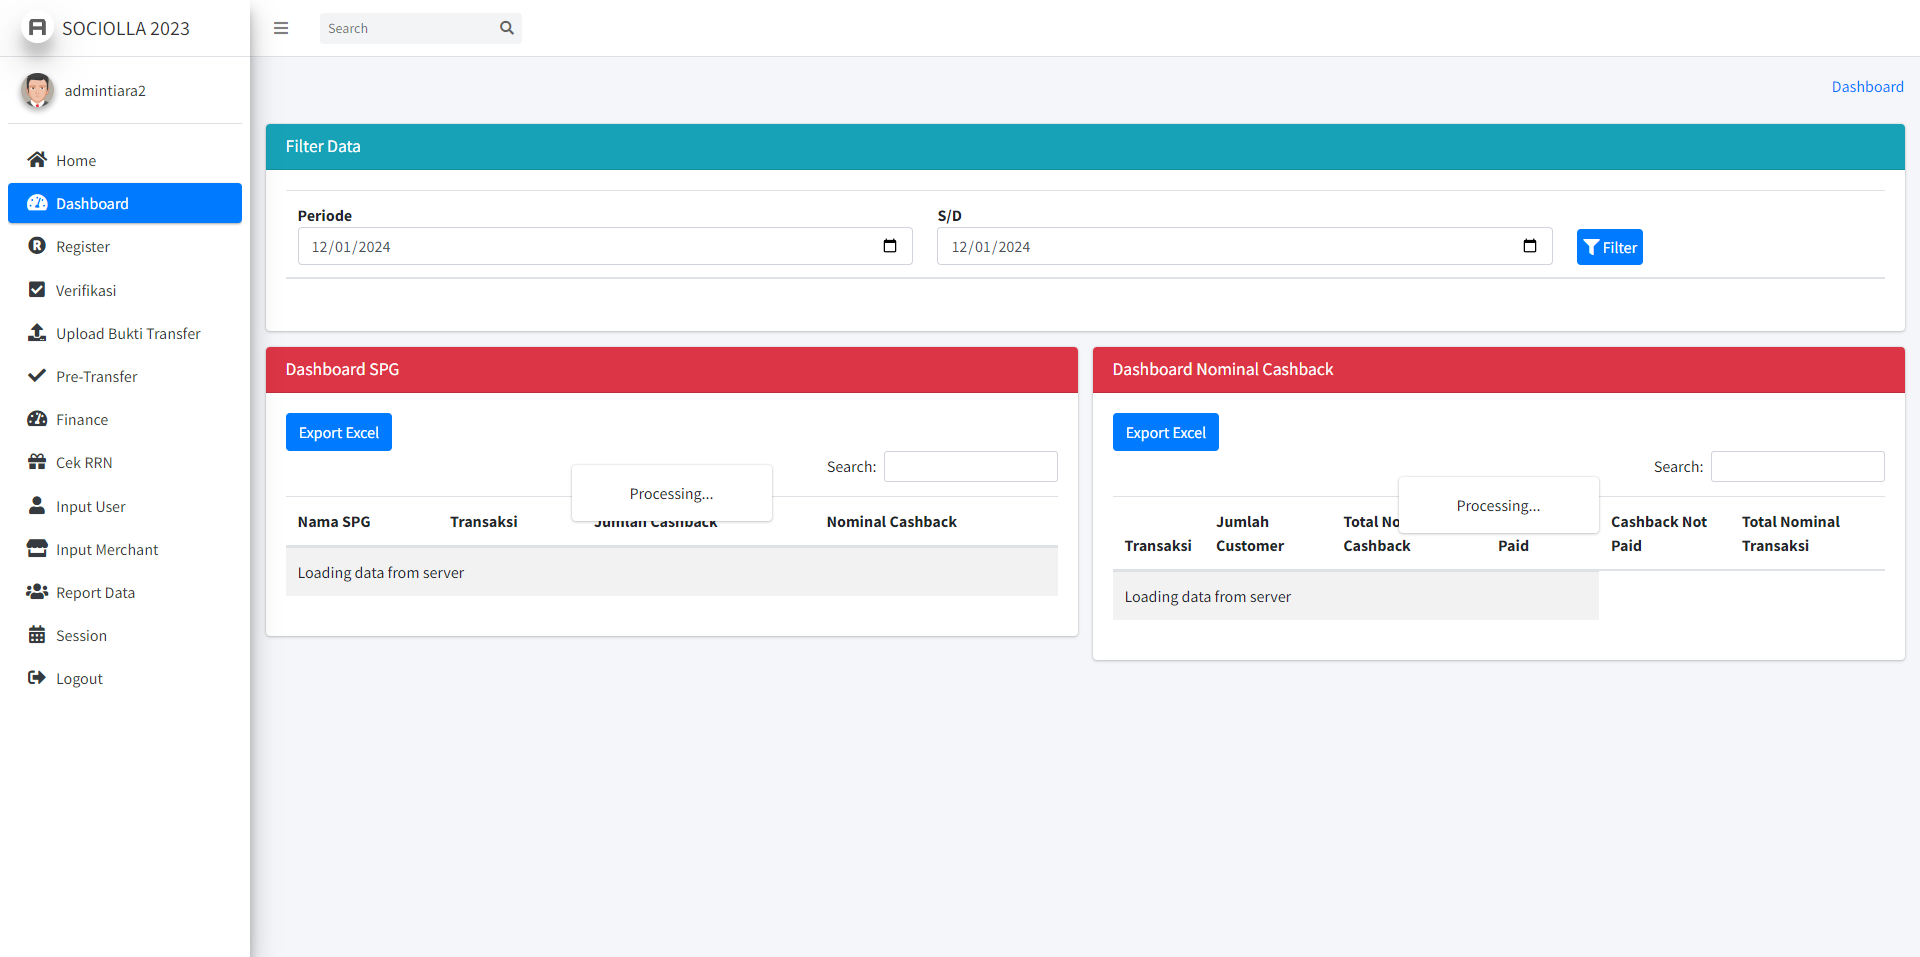 SOCIOLLA 2023
Search
admintiara2
Home
Dashboard
Register
Verifikasi
Upload Bukti Transfer
Pre-Transfer
Finance
Cek RRN
Input User
Input Merchant
Report Data
Session
Logout
Dashboard
Filter Data
Periode
S/D
12/01/2024
12/01/2024
Filter
Dashboard SPG
Export Excel
Search:
Processing...
Nama SPG Transaksi Jumlah Cashback Nominal Cashback
Loading data from server
Dashboard Nominal Cashback
Export Excel
Search:
Processing...
Jumlah Total No Cashback Not Total Nominal
Transaksi Customer Cashback Paid Paid Transaksi
Loading data from server